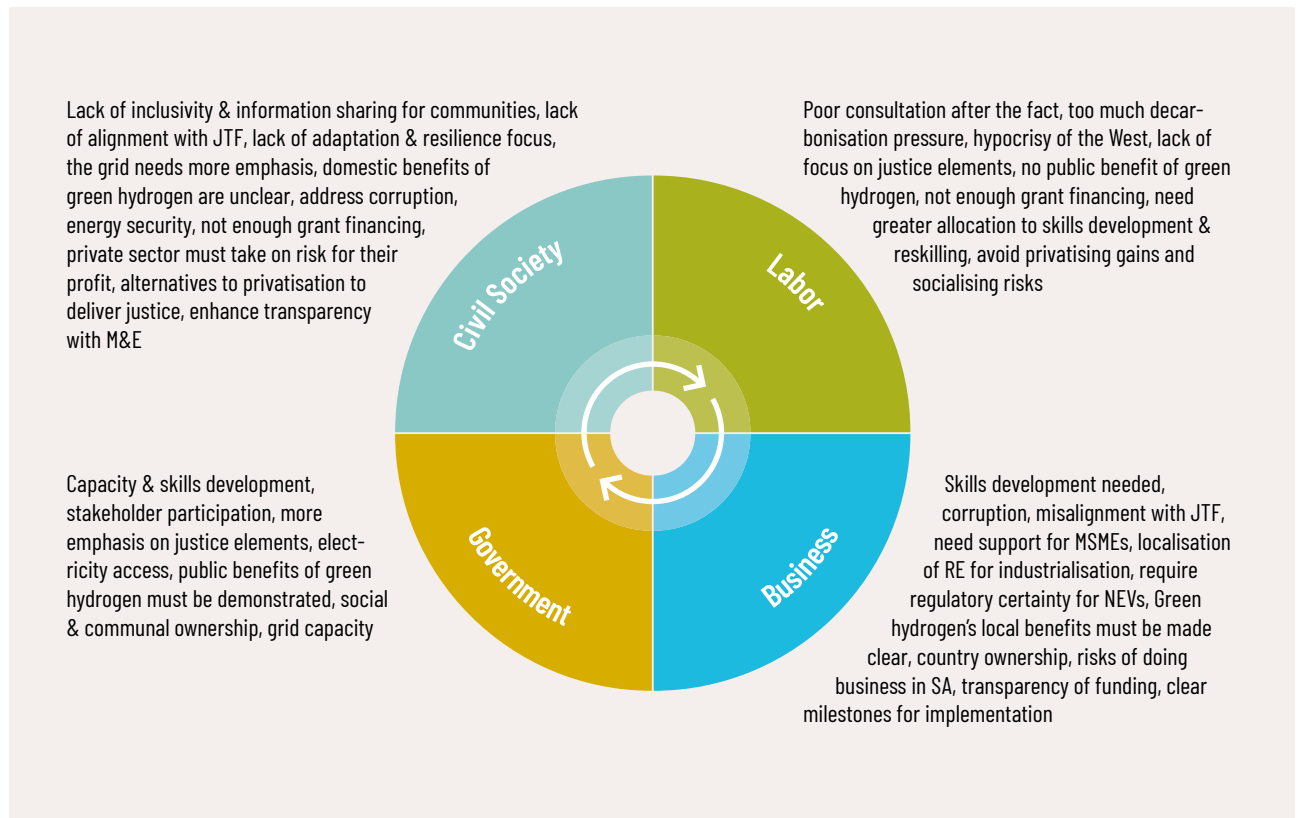 Lack of inclusivity & information sharing for communities, lack
of alignment with JTF, lack of adaptation & resilience focus,
the grid needs more emphasis, domestic benefits of
green hydrogen are unclear, address corruption,
energy security, not enough grant financing,
private sector must take on risk for their
profit, alternatives to privatisation to
deliver justice, enhance transparency
with M&E
Poor consultation after the fact, too much decar-
bonisation pressure, hypocrisy of the West, lack of
focus on justice elements, no public benefit of green
hydrogen, not enough grant financing, need
greater allocation to skills development &
reskilling, avoid privatising gains and
socialising risks
Civil Society
Labor
Government
Business
Capacity & skills development,
stakeholder participation, more
emphasis on justice elements, elect-
ricity access, public benefits of green
hydrogen must be demonstrated, social
& communal ownership, grid capacity
Skills development needed,
corruption, misalignment with JTF,
need support for MSMEs, localisation
of RE for industrialisation, require
regulatory certainty for NEVs, Green
hydrogen's local benefits must be made
clear, country ownership, risks of doing
business in SA, transparency of funding, clear
milestones for implementation